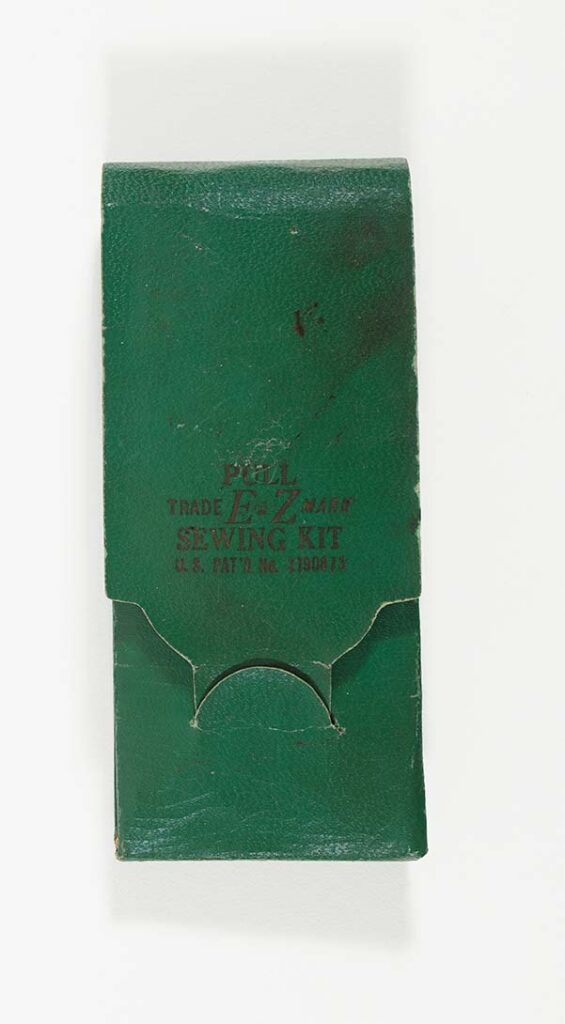 PULL
TRADE E-Z MARK
SEWING KIT
U. S. PAT'D No.